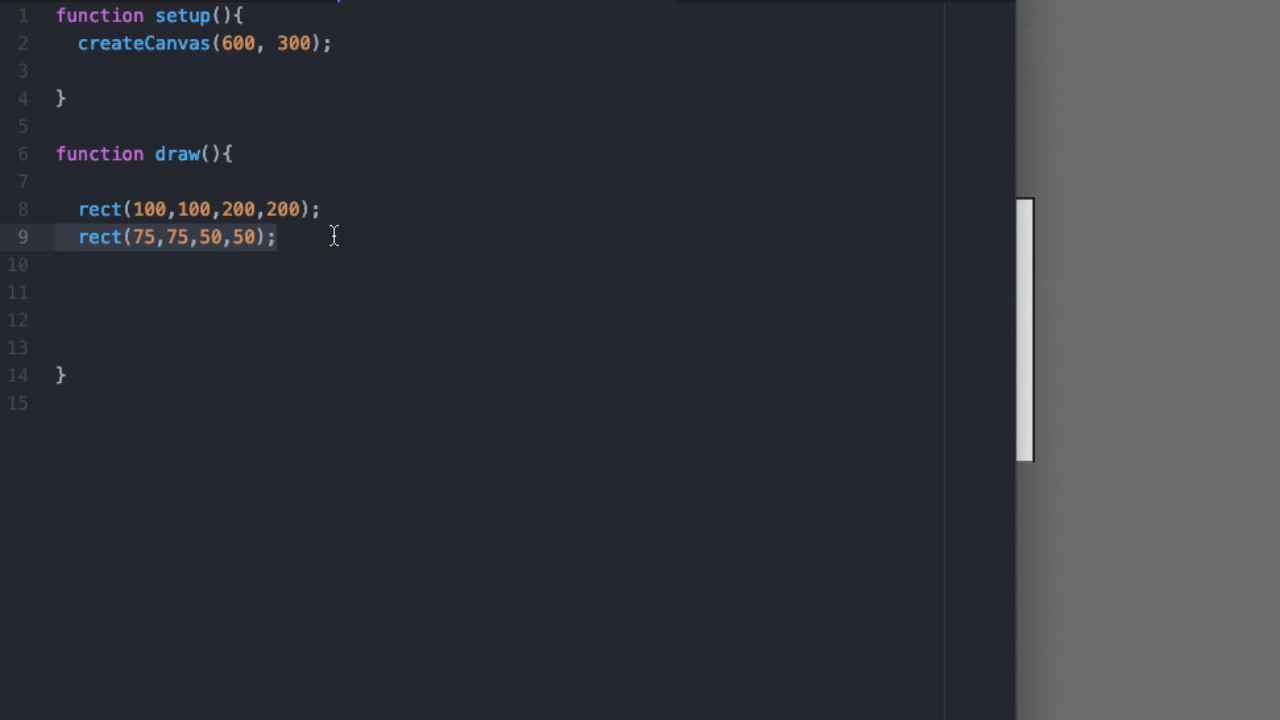 1 function setup(){
2 createCanvas(600, 300);
3
4 }
5
6 function draw(){
7
8 rect(100,100,200,200);
9 rect(75,75,50,50);
10
11
12
13
14 }
15